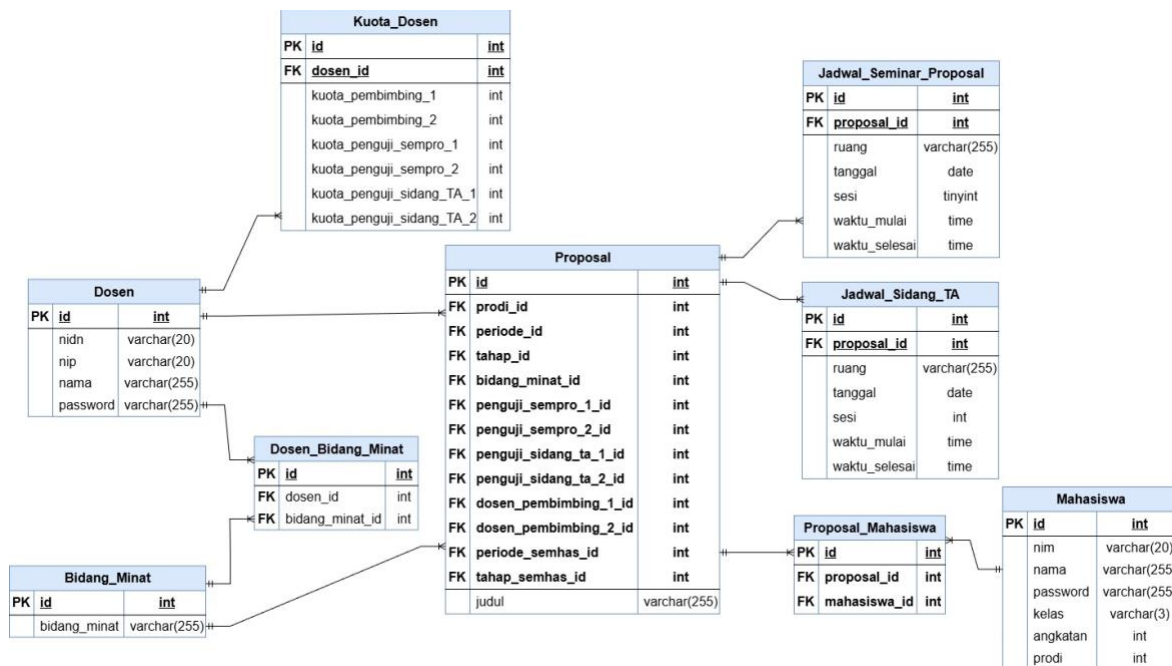 Kuota_Dosen
PK id int
FK dosen_id int
kuota_pembimbing_1 int
kuota_pembimbing_2 int
kuota_penguji_sempro_1 int
kuota_penguji_sempro_2 int
kuota_penguji_sidang_TA_1 int
kuota_penguji_sidang_TA_2 int
Jadwal_Seminar_Proposal
PK id int
FK proposal_id int
ruang varchar(255)
tanggal date
sesi tinyint
waktu_mulai time
waktu_selesai time
Dosen
PK id int
nidn varchar(20)
nip varchar(20)
nama varchar(255)
password varchar(255)
Proposal
PK id int
FK prodi_id int
FK periode_id int
FK tahap_id int
FK bidang_minat_id int
FK penguji_sempro_1_id int
FK penguji_sempro_2_id int
FK penguji_sidang_ta_1_id int
FK penguji_sidang_ta_2_id int
FK dosen_pembimbing_1_id int
FK dosen_pembimbing_2_id int
FK periode_semhas_id int
FK tahap_semhas_id int
judul varchar(255)
Jadwal_Sidang_TA
PK id int
FK proposal_id int
ruang varchar(255)
tanggal date
sesi int
waktu_mulai time
waktu_selesai time
Dosen_Bidang_Minat
PK id int
FK dosen_id int
FK bidang_minat_id int
Bidang_Minat
PK id int
bidang_minat varchar(255)
Proposal_Mahasiswa
PK id int
FK proposal_id int
FK mahasiswa_id int
Mahasiswa
PK id int
nim varchar(20)
nama varchar(255
password varchar(255
kelas varchar(3)
angkatan int
prodi int